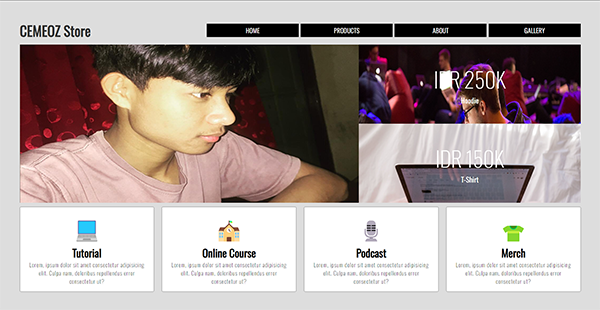 CEMEOZ Store
HOME
PRODUCTS
ABOUT
GALLERY
IDR 250K
Hoodie
IDR 150K
T-Shirt
Tutorial
Lorem, ipsum dolor sit amet consectetur adipisicing
elit. Culpa nam, doloribus repellendus error
consectetur ut?
Online Course
Lorem, ipsum dolor sit amet consectetur adipisicing
elit. Culpa nam, doloribus repellendus error
consectetur ut?
Podcast
Lorem, ipsum dolor sit amet consectetur adipisicing
elit. Culpa nam, doloribus repellendus error
consectetur ut?
Merch
Lorem, ipsum dolor sit amet consectetur adipisicing
elit. Culpa nam, doloribus repellendus error
consectetur ut?